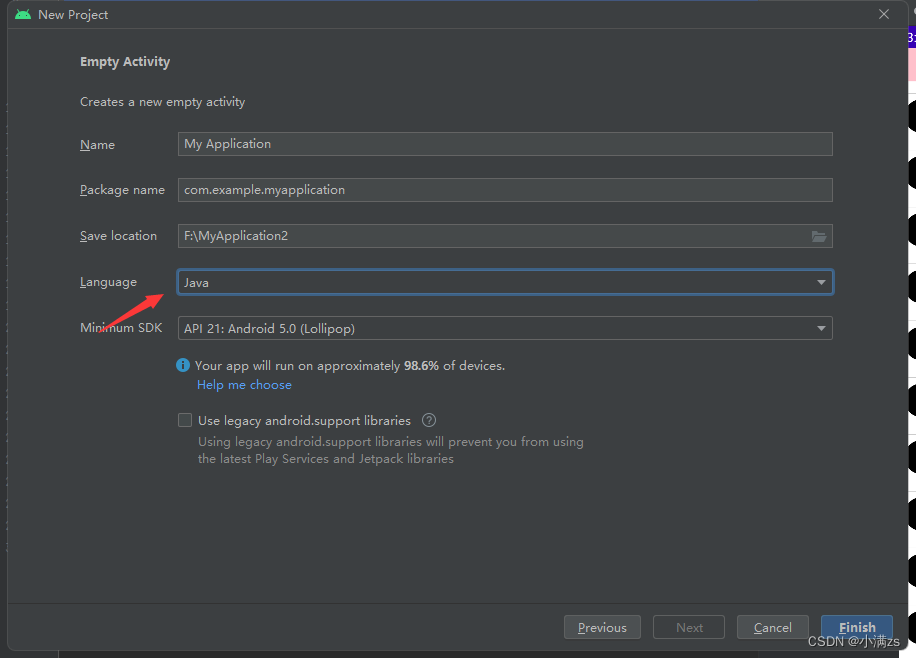 New Project
Empty Activity
Creates a new empty activity
Name My Application
Package name com.example.myapplication
Save location F:\MyApplication2
Language Java
Minimum SDK API 21: Android 5.0 (Lollipop)
Your app will run on approximately 98.6% of devices.
Help me choose
Use legacy android.support libraries ?
Using legacy android.support libraries will prevent you from using
the latest Play Services and Jetpack libraries
Previous Next Cancel Finish
CSDN @小满zs